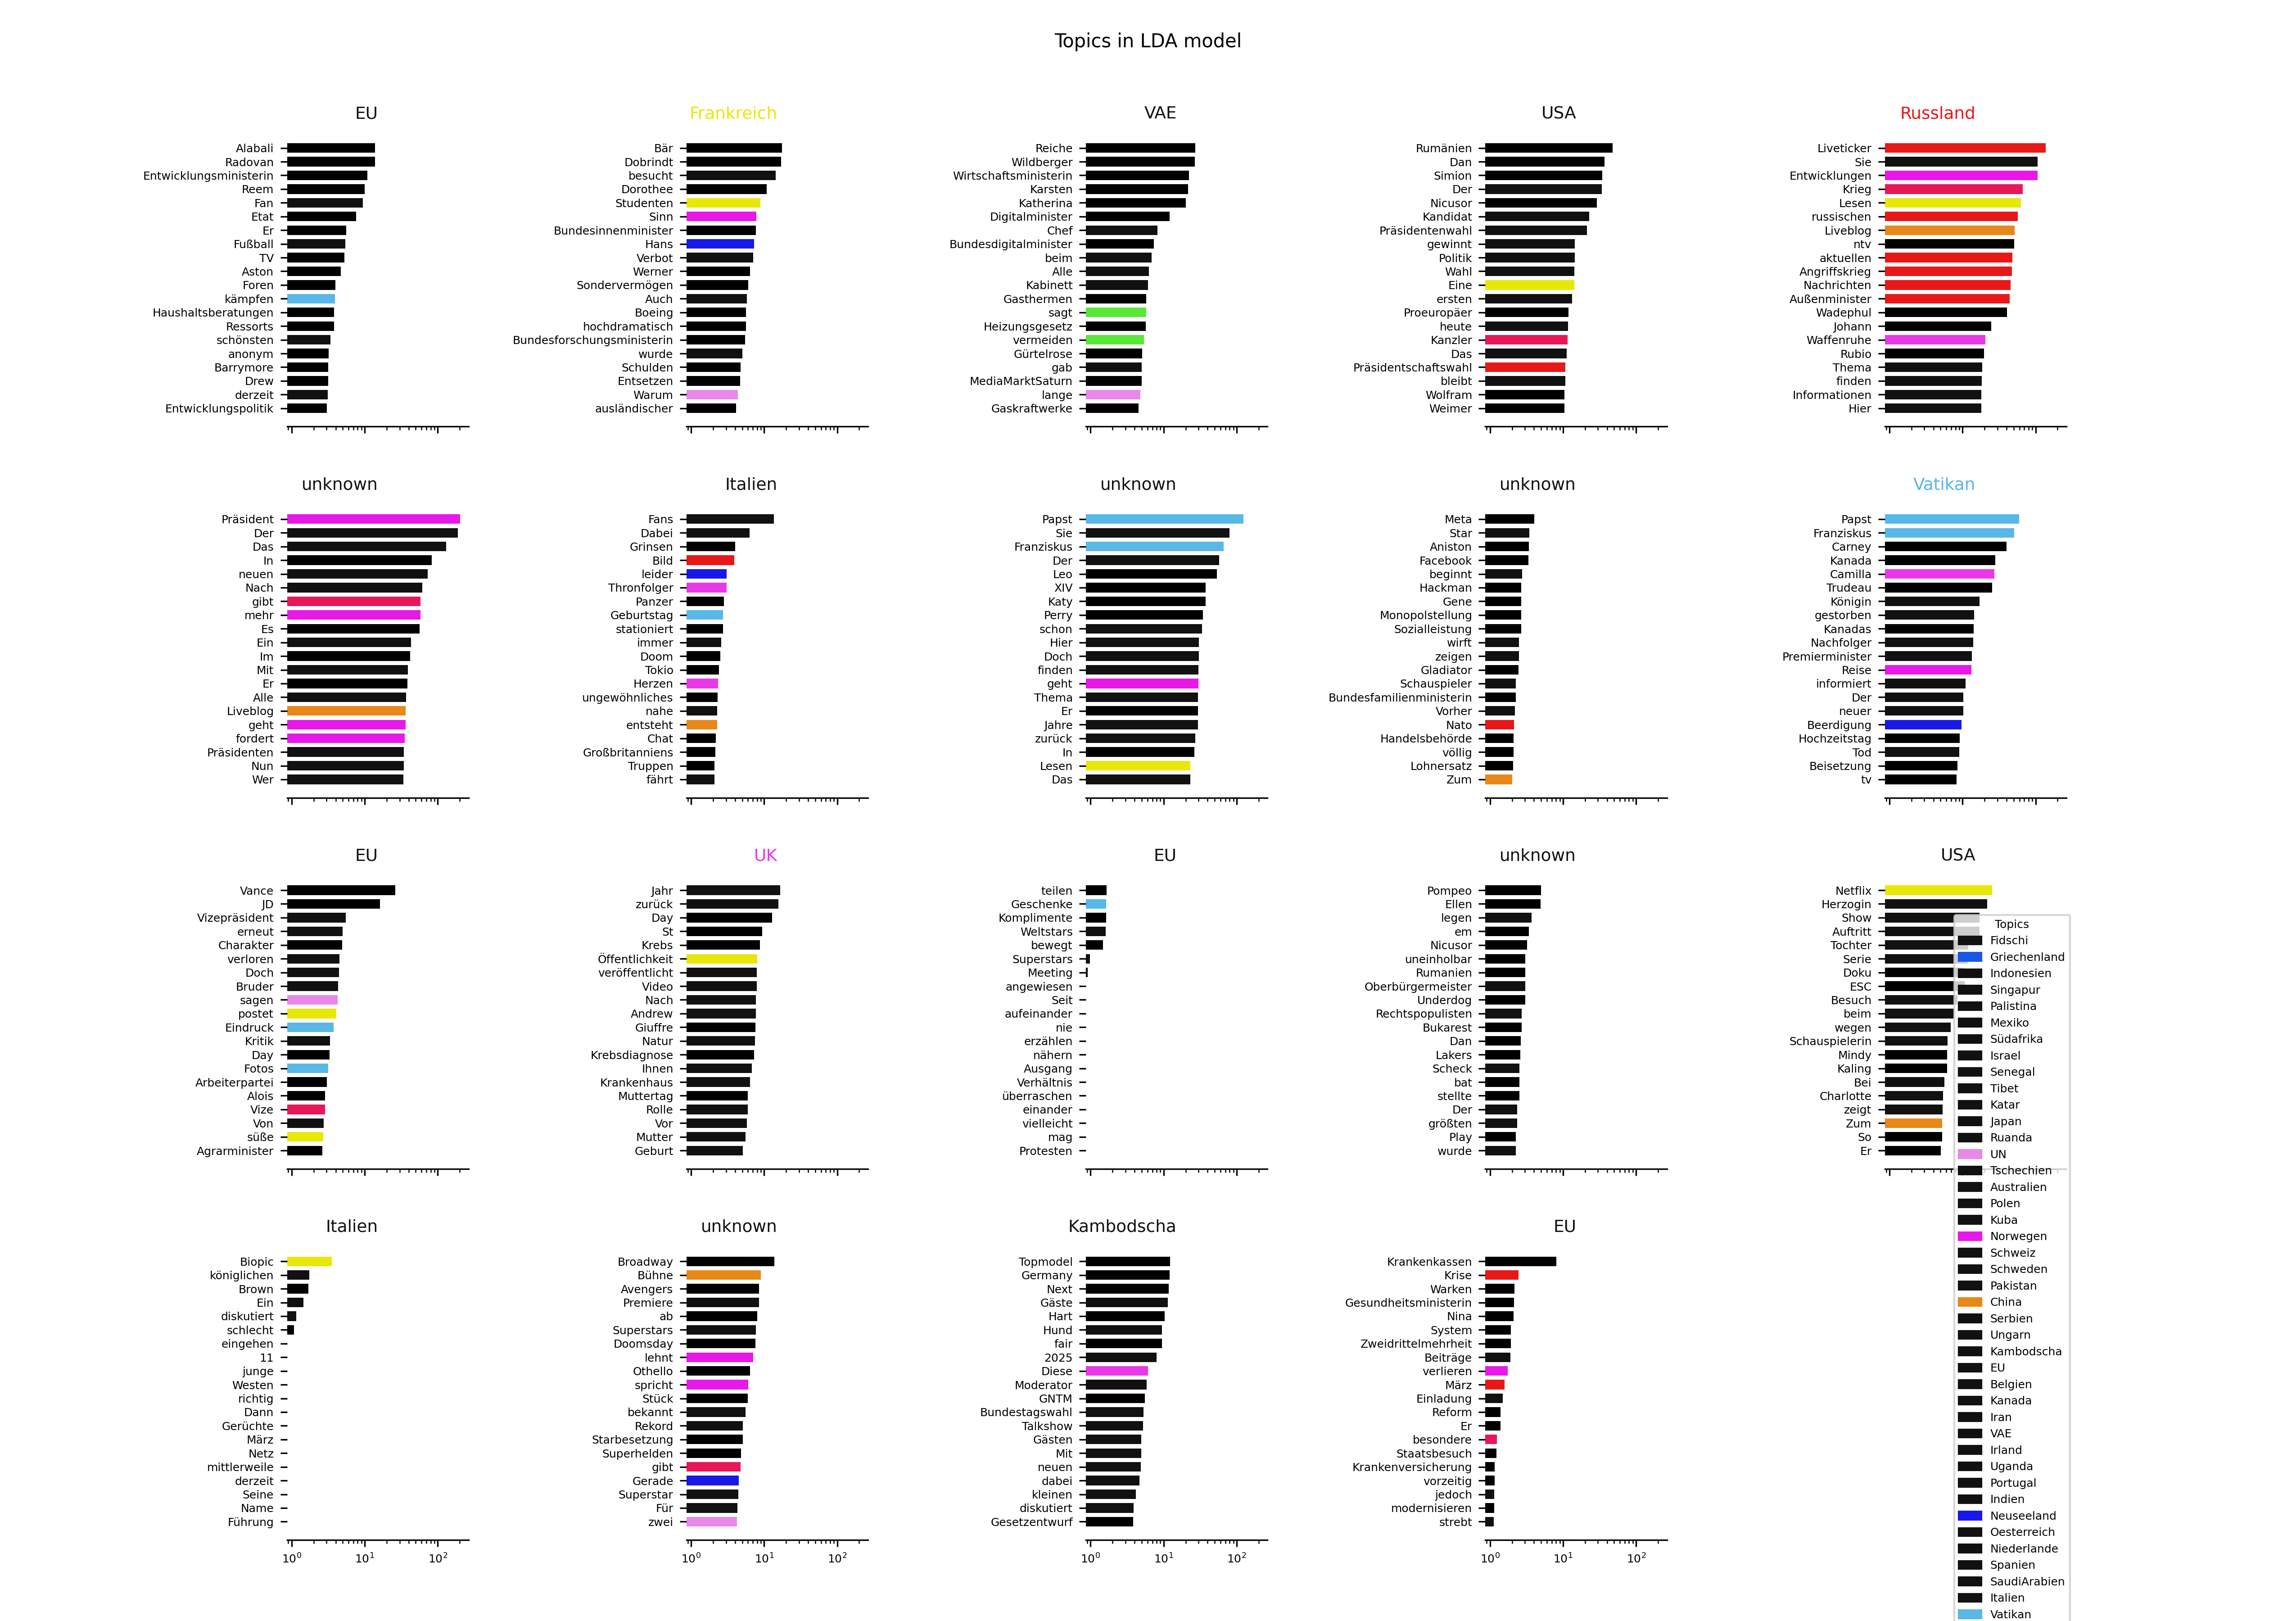 Topics in LDA model
EU
Alabali
Radovan
Entwicklungsministerin
Reem
Fan
Etat
Er
Fußball
TV
Aston
Foren
kämpfen
Haushaltsberatungen
Ressorts
schönsten
anonym
Barrymore
Drew
derzeit
Entwicklungspolitik
Frankreich
Bär
Dobrindt
besucht
Dorothee
Studenten
Sinn
Bundesinnenminister
Hans
Verbot
Werner
Sondervermögen
Auch
Boeing
hochdramatisch
Bundesforschungsministerin
wurde
Schulden
Entsetzen
Warum
ausländischer
VAE
Reiche
Wildberger
Wirtschaftsministerin
Karsten
Katherina
Digitalminister
Chef
Bundesdigitalminister
beim
Alle
Kabinett
Gasthermen
sagt
Heizungsgesetz
vermeiden
Gürtelrose
gab
MediaMarktSaturn
lange
Gaskraftwerke
USA
Rumänien
Dan
Simion
Der
Nicusor
Kandidat
Präsidentenwahl
gewinnt
Politik
Wahl
Eine
ersten
Proeuropäer
heute
Kanzler
Das
Präsidentschaftswahl
bleibt
Wolfram
Weimer
Russland
Liveticker
Sie
Entwicklungen
Krieg
Lesen
russischen
Liveblog
ntv
aktuellen
Angriffskrieg
Nachrichten
Außenminister
Wadephul
Johann
Waffenruhe
Rubio
Thema
finden
Informationen
Hier
unknown
Präsident
Der
Das
In
neuen
Nach
gibt
mehr
Es
Ein
Im
Mit
Er
Alle
Liveblog
geht
fordert
Präsidenten
Nun
Wer
Italien
Fans
Dabei
Grinsen
Bild
leider
Thronfolger
Panzer
Geburtstag
stationiert
immer
Doom
Tokio
Herzen
ungewöhnliches
nahe
entsteht
Chat
Großbritanniens
Truppen
fährt
unknown
Papst
Sie
Franziskus
Der
Leo
XIV
Katy
Perry
schon
Hier
Doch
finden
geht
Thema
Er
Jahre
zurück
In
Lesen
Das
unknown
Meta
Star
Aniston
Facebook
beginnt
Hackman
Gene
Monopolstellung
Sozialleistung
wirft
zeigen
Gladiator
Schauspieler
Bundesfamilienministerin
Vorher
Nato
Handelsbehörde
völlig
Lohnersatz
Zum
Vatikan
Papst
Franziskus
Carney
Kanada
Camilla
Trudeau
Königin
gestorben
Kanadas
Nachfolger
Premierminister
Reise
informiert
Der
neuer
Beerdigung
Hochzeitstag
Tod
Beisetzung
tv
EU
Vance
JD
Vizepräsident
erneut
Charakter
verloren
Doch
Bruder
sagen
postet
Eindruck
Kritik
Day
Fotos
Arbeiterpartei
Alois
Vize
Von
süße
Agrarminister
UK
Jahr
zurück
Day
St
Krebs
Öffentlichkeit
veröffentlicht
Video
Nach
Andrew
Giuffre
Natur
Krebsdiagnose
Ihnen
Krankenhaus
Muttertag
Rolle
Vor
Mutter
Geburt
EU
teilen
Geschenke
Komplimente
Weltstars
bewegt
Superstars
Meeting
angewiesen
Seit
aufeinander
nie
erzählen
nähern
Ausgang
Verhältnis
überraschen
einander
vielleicht
mag
Protesten
unknown
Pompeo
Ellen
legen
em
Nicusor
uneinholbar
Rumanien
Oberbürgermeister
Underdog
Rechtspopulisten
Bukarest
Dan
Lakers
Scheck
bat
stellte
Der
größten
Play
wurde
USA
Netflix
Herzogin
Show
Auftritt
Tochter
Serie
Doku
ESC
Besuch
beim
wegen
Schauspielerin
Mindy
Kaling
Bei
Charlotte
zeigt
Zum
So
Er
Italien
Biopic
königlichen
Brown
Ein
diskutiert
schlecht
eingehen
11
junge
Westen
richtig
Dann
Gerüchte
März
Netz
mittlerweile
derzeit
Seine
Name
Führung
10⁰ 10¹ 10²
unknown
Broadway
Bühne
Avengers
Premiere
ab
Superstars
Doomsday
lehnt
Othello
spricht
Stück
bekannt
Rekord
Starbesetzung
Superhelden
gibt
Gerade
Superstar
Für
zwei
10⁰ 10¹ 10²
Kambodscha
Topmodel
Germany
Next
Gäste
Hart
Hund
fair
2025
Diese
Moderator
GNTM
Bundestagswahl
Talkshow
Gästen
Mit
neuen
dabei
kleinen
diskutiert
Gesetzentwurf
10⁰ 10¹ 10²
EU
Krankenkassen
Krise
Warken
Gesundheitsministerin
Nina
System
Zweidrittelmehrheit
Beiträge
verlieren
März
Einladung
Reform
Er
besondere
Staatsbesuch
Krankenversicherung
vorzeitig
jedoch
modernisieren
strebt
10⁰ 10¹ 10²
Topics
Fidschi
Griechenland
Indonesien
Singapur
Palistina
Mexiko
Südafrika
Israel
Senegal
Tibet
Katar
Japan
Ruanda
UN
Tschechien
Australien
Polen
Kuba
Norwegen
Schweiz
Schweden
Pakistan
China
Serbien
Ungarn
Kambodscha
EU
Belgien
Kanada
Iran
VAE
Irland
Uganda
Portugal
Indien
Neuseeland
Oesterreich
Niederlande
Spanien
SaudiArabien
Italien
Vatikan